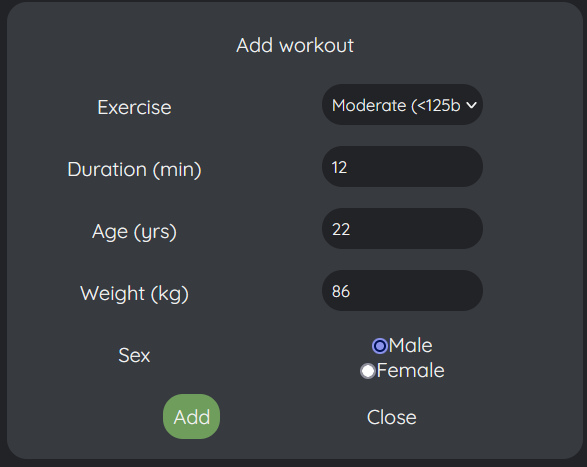 Add workout
Exercise Moderate (<125b
Duration (min) 12
Age (yrs) 22
Weight (kg) 86
Sex Male
Female
Add Close